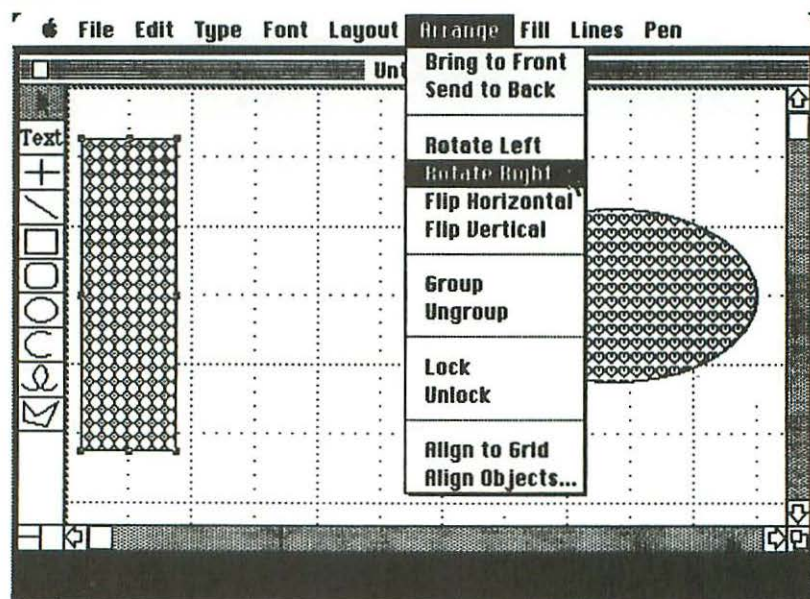 File Edit Type Font Layout Arrange Fill Lines Pen
Unt
Bring to Front
Send to Back
Text
Rotate Left
Rotate Right
Flip Horizontal
Flip Vertical
Group
Ungroup
Lock
Unlock
Align to Grid
Align Objects...